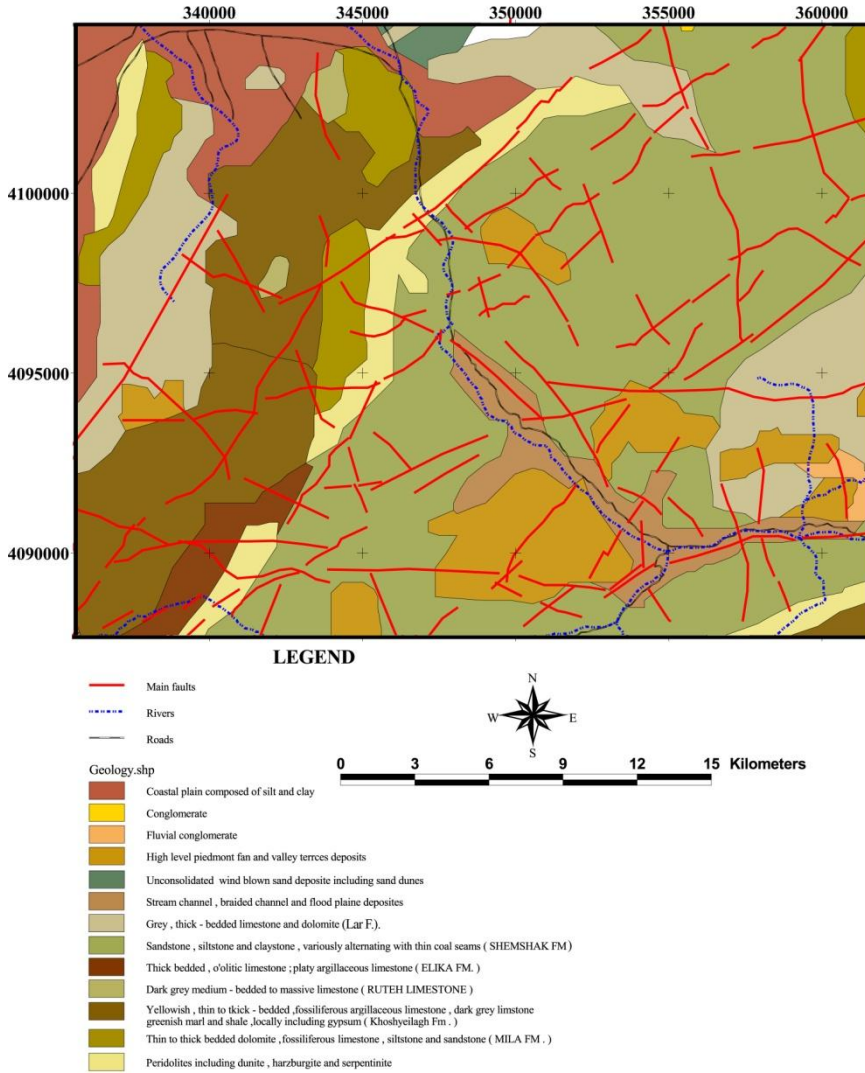 340000 345000 350000 355000 360000
4100000
4095000
4090000
LEGEND
Main faults
Rivers
Roads
N
W E
S
0 3 6 9 12 15 Kilometers
Geology.shp
Coastal plain composed of silt and clay
Conglomerate
Fluvial conglomerate
High level piedmont fan and valley terrces deposits
Unconsolidated wind blown sand deposite including sand dunes
Stream channel , braided channel and flood plaine deposites
Grey , thick - bedded limestone and dolomite (Lar F.).
Sandstone , siltstone and claystone , variously alternating with thin coal seams ( SHEMSHAK FM )
Thick bedded , o'olitic limestone ; platy argillaceous limestone ( ELIKA FM. )
Dark grey medium - bedded to massive limestone ( RUTEH LIMESTONE )
Yellowish , thin to tkick - bedded ,fossiliferous argillaceous limestone , dark grey limstone
greenish marl and shale ,locally including gypsum ( Khoshyeilagh Fm . )
Thin to thick bedded dolomite ,fossiliferous limestone , siltstone and sandstone ( MILA FM . )
Peridolites including dunite , harzburgite and serpentinite